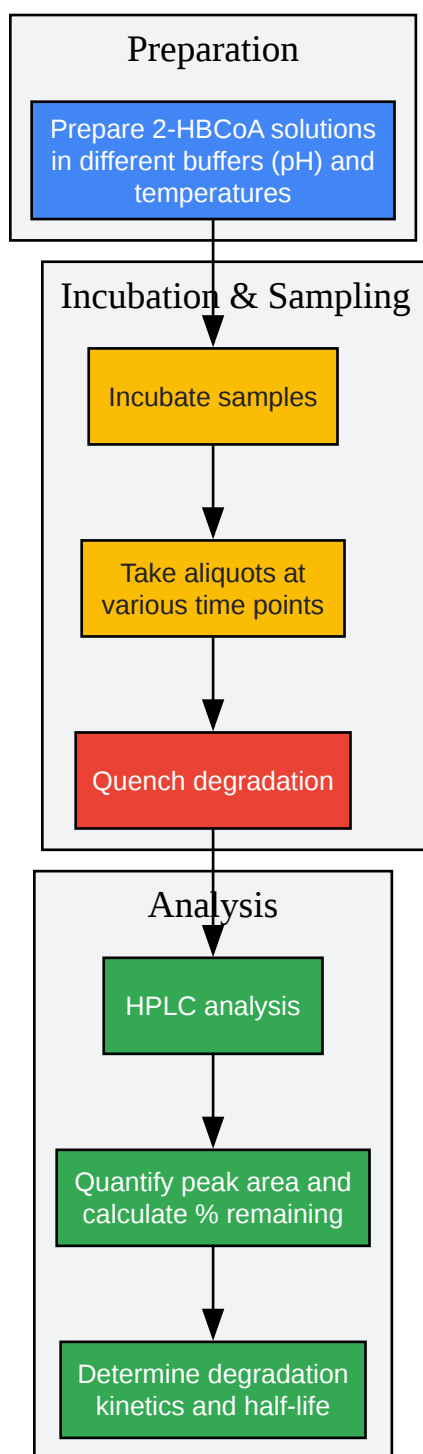 Preparation
Prepare 2-HBCoA solutions
in different buffers (pH) and
temperatures
Incubation & Sampling
Incubate samples
Take aliquots at
various time points
Quench degradation
Analysis
HPLC analysis
Quantify peak area and
calculate % remaining
Determine degradation
kinetics and half-life